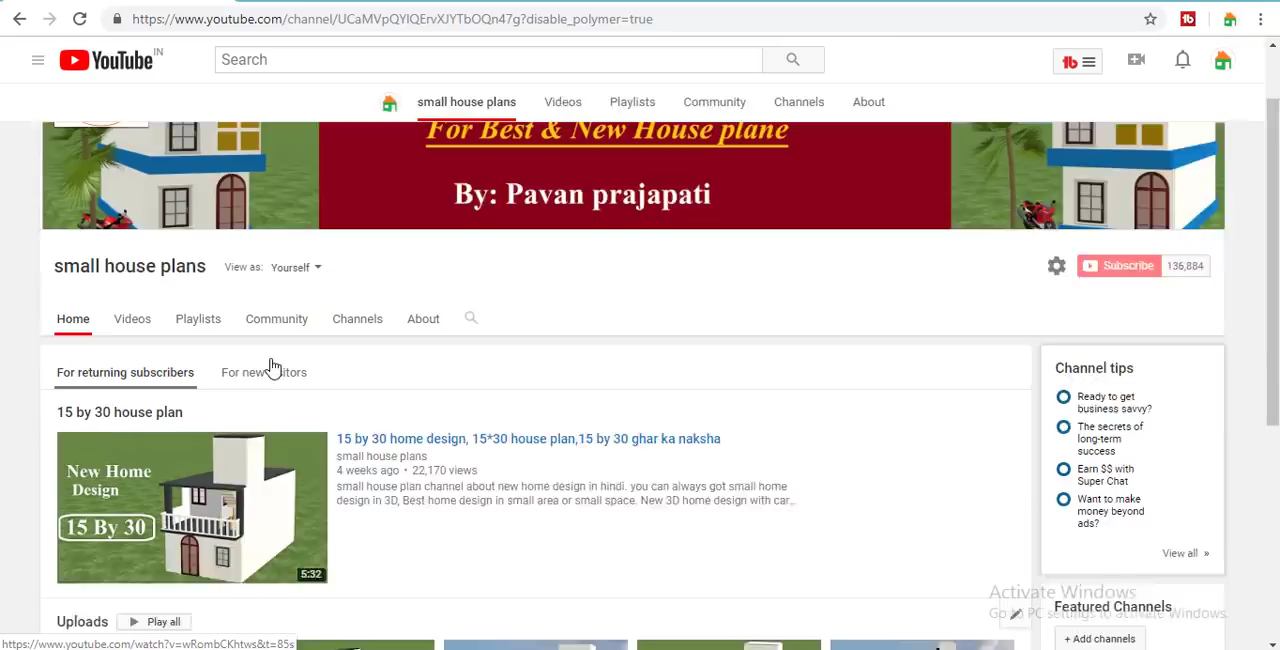 https://www.youtube.com/channel/UCaMVpQYlQErvXJYTbOQn47g?disable_polymer=true
YouTube IN
Search
small house plans Videos Playlists Community Channels About
For Best & New House plane
By: Pavan prajapati
small house plans View as: Yourself
Subscribe 136,884
Home Videos Playlists Community Channels About
For returning subscribers
15 by 30 house plan
New Home
Design
15 By 30
5:32
15 by 30 home design, 15*30 house plan,15 by 30 ghar ka naksha
small house plans
4 weeks ago • 22,170 views
small house plan channel about new home design in hindi. you can always got small home
design in 3D, Best home design in small area or small space. New 3D home design with car...
Channel tips
Ready to get
business savvy?
The secrets of
long-term
success
Earn $$ with
Super Chat
Want to make
money beyond
ads?
View all »
Uploads Play all
Activate Windows
Go to PC settings to activate Windows.
Featured Channels
+ Add channels
https://www.youtube.com/watch?v=wRombCKhtws&t=85s